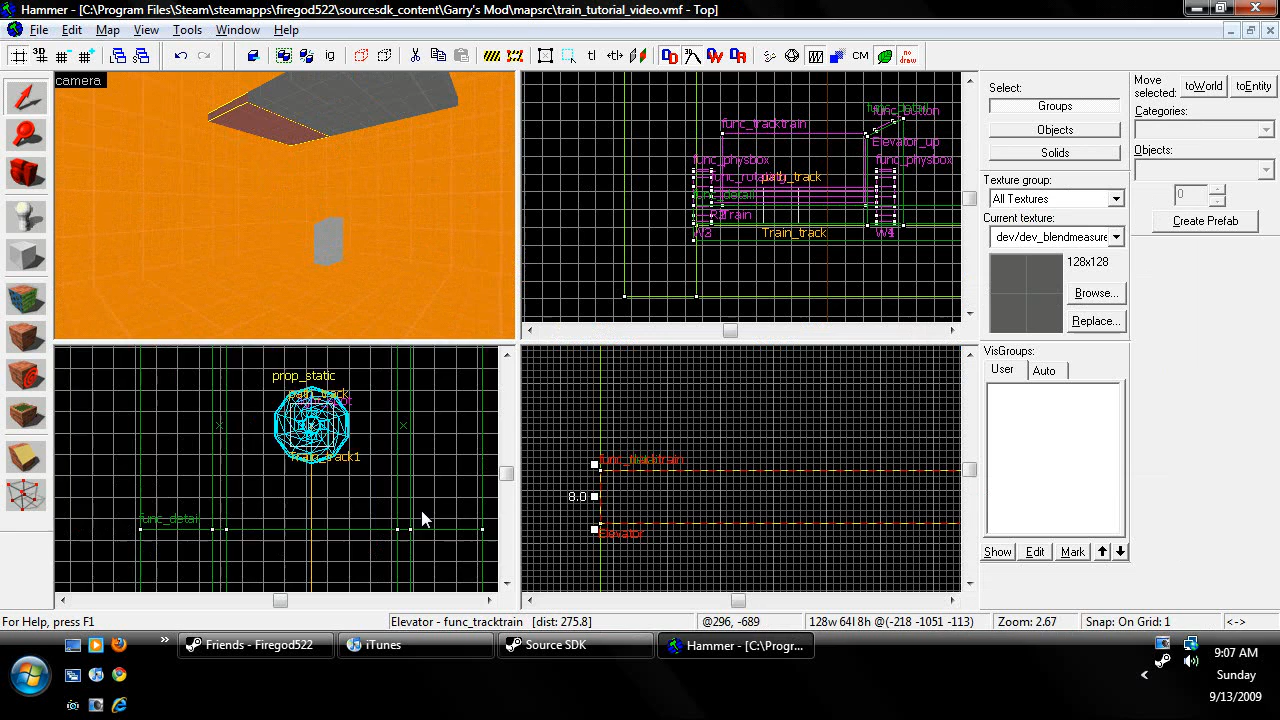 Hammer - [C:\Program Files\Steam\steamapps\firegod522\sourcesdk_content\Garry's Mod\mapsrc\train_tutorial_video.vmf - Top]
File Edit Map View Tools Window Help
camera
func_tracktrain
Elevator_up
func_physbox
func_physbox
path_track
Train_track
prop_static
func_detail
8.0
Elevator
Select:
Groups
Objects
Solids
Texture group:
All Textures
Current texture:
dev/dev_blendmeasure
128x128
Browse...
Replace...
VisGroups:
User Auto
Show Edit Mark
Move selected:
toWorld toEntity
Categories:
Objects:
0
Create Prefab
For Help, press F1
Elevator - func_tracktrain [dist: 275.8]
@296, -689
128w 64l 8h @(-218 -1051 -113)
Zoom: 2.67
Snap: On Grid: 1
<->
Friends - Firegod522
iTunes
Source SDK
Hammer - [C:\Progr...
9:07 AM
Sunday
9/13/2009